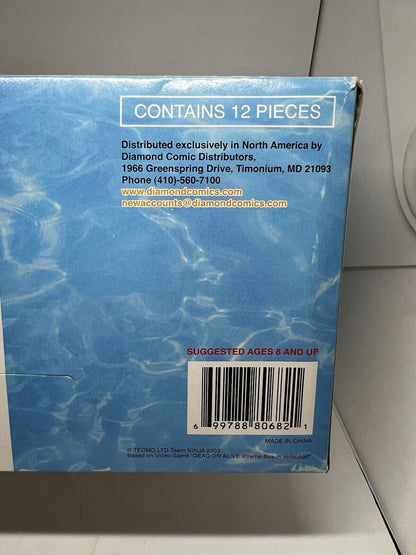 CONTAINS 12 PIECES
Distributed exclusively in North America by
Diamond Comic Distributors,
1966 Greenspring Drive, Timonium, MD 21093
Phone (410)-560-7100
www.diamondcomics.com
newaccounts@diamondcomics.com
SUGGESTED AGES 8 AND UP
6 99788 80682 1
MADE IN CHINA
© TECMO,LTD.Team NINJA 2003
Based on Video Game "DEAD OR ALIVE Xtreme Beach Volleyball"